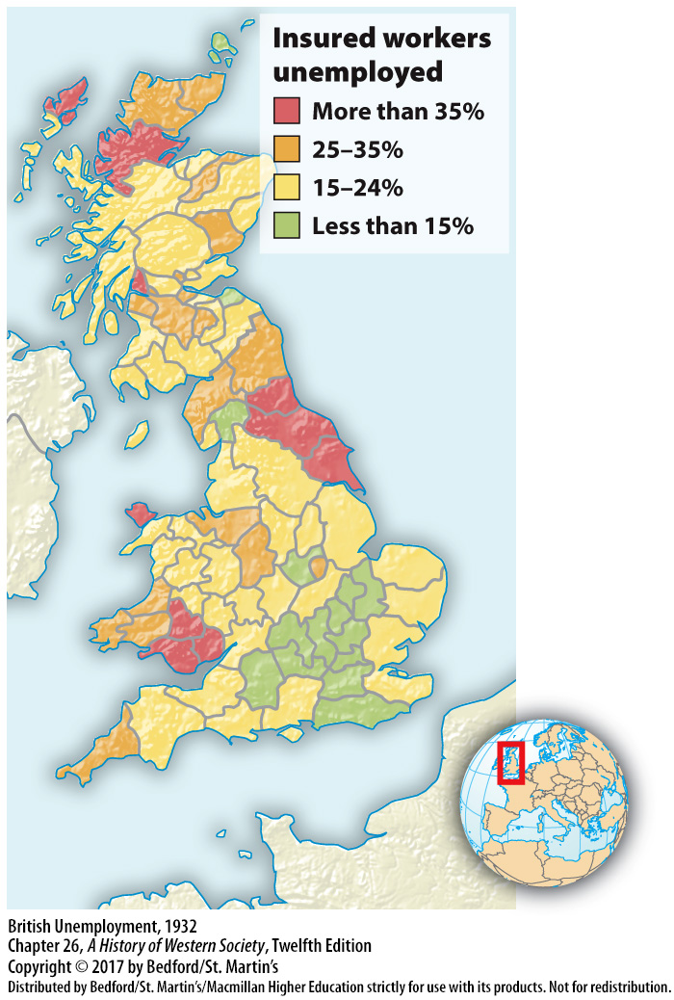 Insured workers
unemployed
More than 35%
25–35%
15–24%
Less than 15%
British Unemployment, 1932
Chapter 26, A History of Western Society, Twelfth Edition
Copyright © 2017 by Bedford/St. Martin's
Distributed by Bedford/St. Martin's/Macmillan Higher Education strictly for use with its products. Not for redistribution.